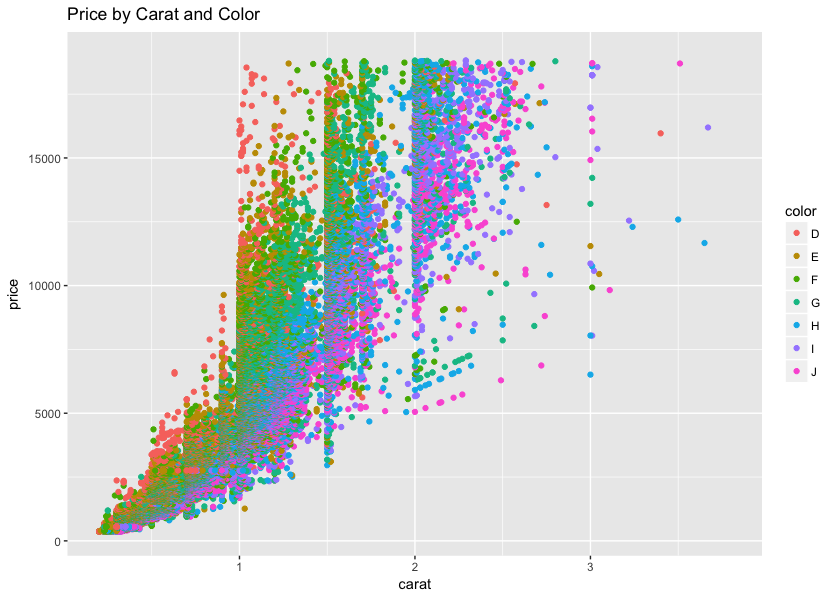 Price by Carat and Color
15000
10000
5000
0
price
1
2
3
carat
color
D
E
F
G
H
I
J